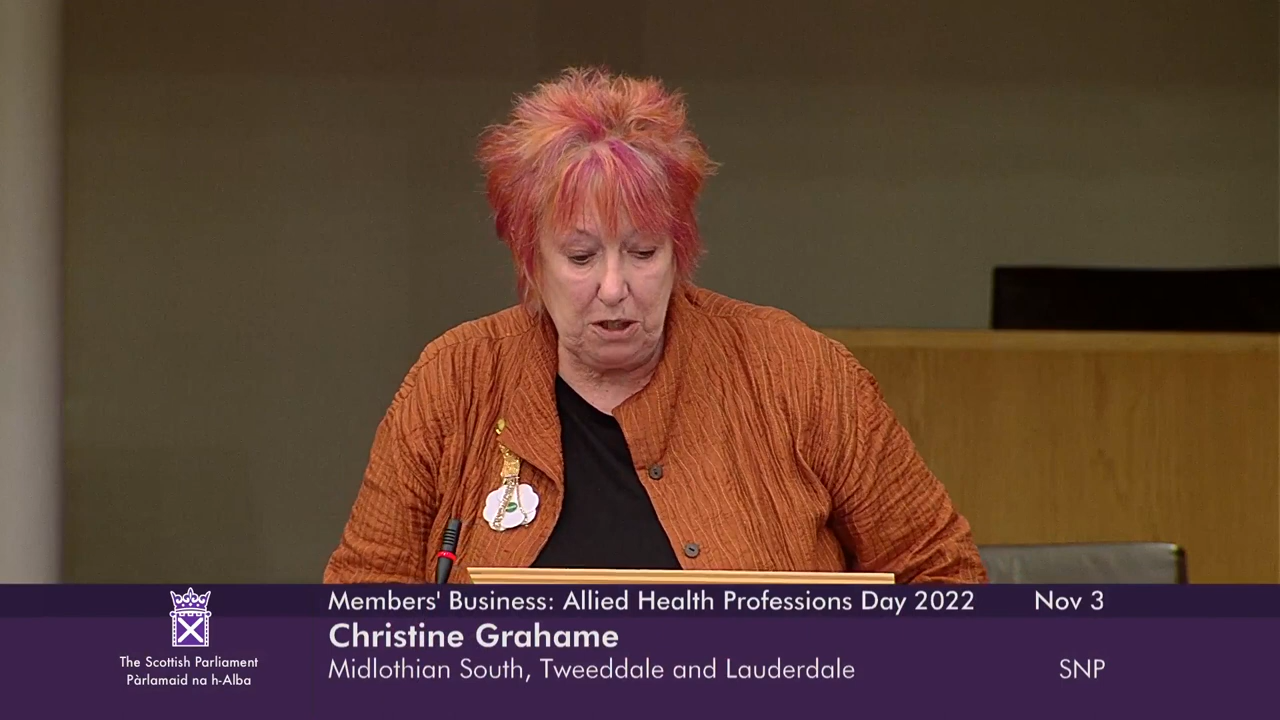 Members' Business: Allied Health Professions Day 2022 Nov 3
Christine Grahame
Midlothian South, Tweeddale and Lauderdale SNP
The Scottish Parliament
Pàrlamaid na h-Alba